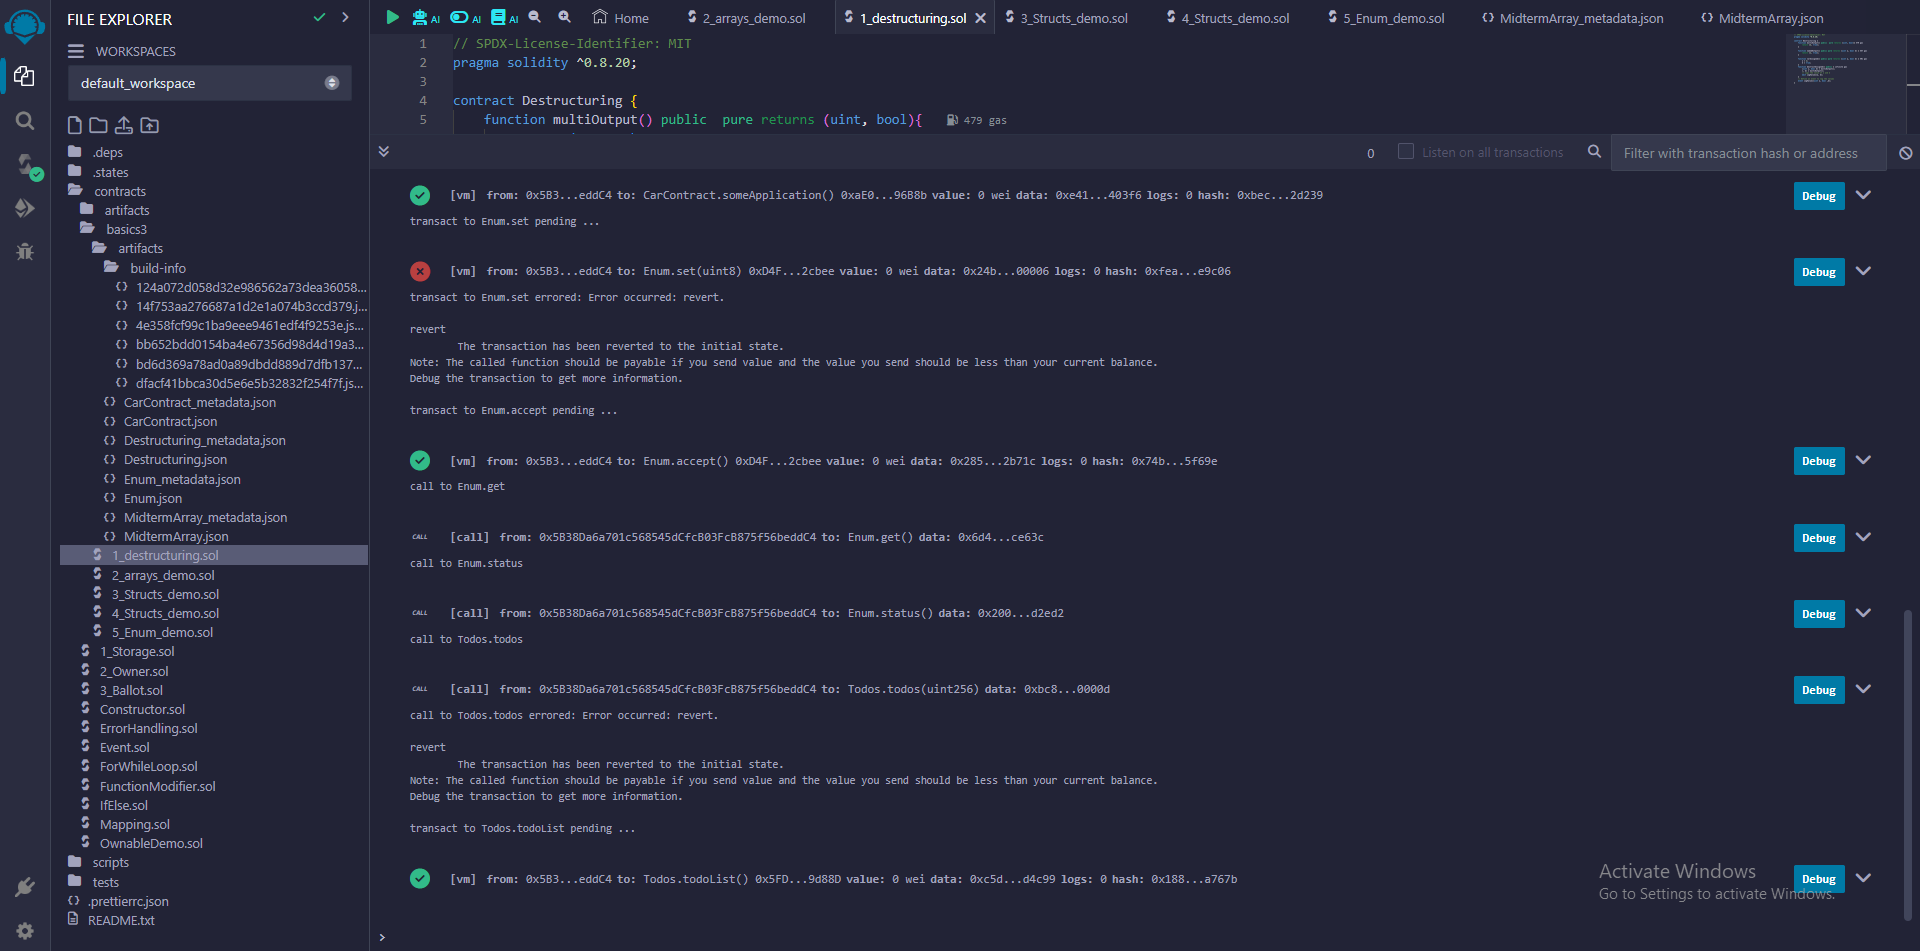 FILE EXPLORER
WORKSPACES
default_workspace
.deps
.states
contracts
artifacts
basics3
artifacts
build-info
124a072d058d32e986562a73dea36058...
14f753aa276687a1d2e1a074b3ccd379.j...
4e358fcf99c1ba9eee9461edf4f9253e.js...
bb652bdd0154ba4e67356d98d4d19a3...
bd6d369a78ad0a89dbdd889d7dfb137...
dfacf41bbca30d5e6e5b32832f254f7f.js...
CarContract_metadata.json
CarContract.json
Destructuring_metadata.json
Destructuring.json
Enum_metadata.json
Enum.json
MidtermArray_metadata.json
MidtermArray.json
1_destructuring.sol
2_arrays_demo.sol
3_Structs_demo.sol
4_Structs_demo.sol
5_Enum_demo.sol
1_Storage.sol
2_Owner.sol
3_Ballot.sol
Constructor.sol
ErrorHandling.sol
Event.sol
ForWhileLoop.sol
FunctionModifier.sol
IfElse.sol
Mapping.sol
OwnableDemo.sol
scripts
tests
.prettierrc.json
README.txt
AI AI AI Home 2_arrays_demo.sol 1_destructuring.sol 3_Structs_demo.sol 4_Structs_demo.sol 5_Enum_demo.sol MidtermArray_metadata.json MidtermArray.json
1 // SPDX-License-Identifier: MIT
2 pragma solidity ^0.8.20;
3
4 contract Destructuring {
5 function multiOutput() public pure returns (uint, bool){ 479 gas
0 Listen on all transactions Filter with transaction hash or address
[vm] from: 0x5B3...eddC4 to: CarContract.someApplication() 0xaE0...96B8b value: 0 wei data: 0xe41...403f6 logs: 0 hash: 0xbec...2d239 Debug
transact to Enum.set pending ...
[vm] from: 0x5B3...eddC4 to: Enum.set(uint8) 0xD4F...2cbee value: 0 wei data: 0x24b...00006 logs: 0 hash: 0xfea...e9c06 Debug
transact to Enum.set errored: Error occurred: revert.
revert
The transaction has been reverted to the initial state.
Note: The called function should be payable if you send value and the value you send should be less than your current balance.
Debug the transaction to get more information.
transact to Enum.accept pending ...
[vm] from: 0x5B3...eddC4 to: Enum.accept() 0xD4F...2cbee value: 0 wei data: 0x285...2b71c logs: 0 hash: 0x74b...5f69e Debug
call to Enum.get
CALL [call] from: 0x5B38Da6a701c568545dCfcB03FcB875f56beddC4 to: Enum.get() data: 0x6d4...ce63c Debug
call to Enum.status
CALL [call] from: 0x5B38Da6a701c568545dCfcB03FcB875f56beddC4 to: Enum.status() data: 0x200...d2ed2 Debug
call to Todos.todos
CALL [call] from: 0x5B38Da6a701c568545dCfcB03FcB875f56beddC4 to: Todos.todos(uint256) data: 0xbc8...0000d Debug
call to Todos.todos errored: Error occurred: revert.
revert
The transaction has been reverted to the initial state.
Note: The called function should be payable if you send value and the value you send should be less than your current balance.
Debug the transaction to get more information.
transact to Todos.todoList pending ...
[vm] from: 0x5B3...eddC4 to: Todos.todoList() 0x5FD...9d88D value: 0 wei data: 0xc5d...d4c99 logs: 0 hash: 0x188...a767b Debug
>
Activate Windows
Go to Settings to activate Windows.